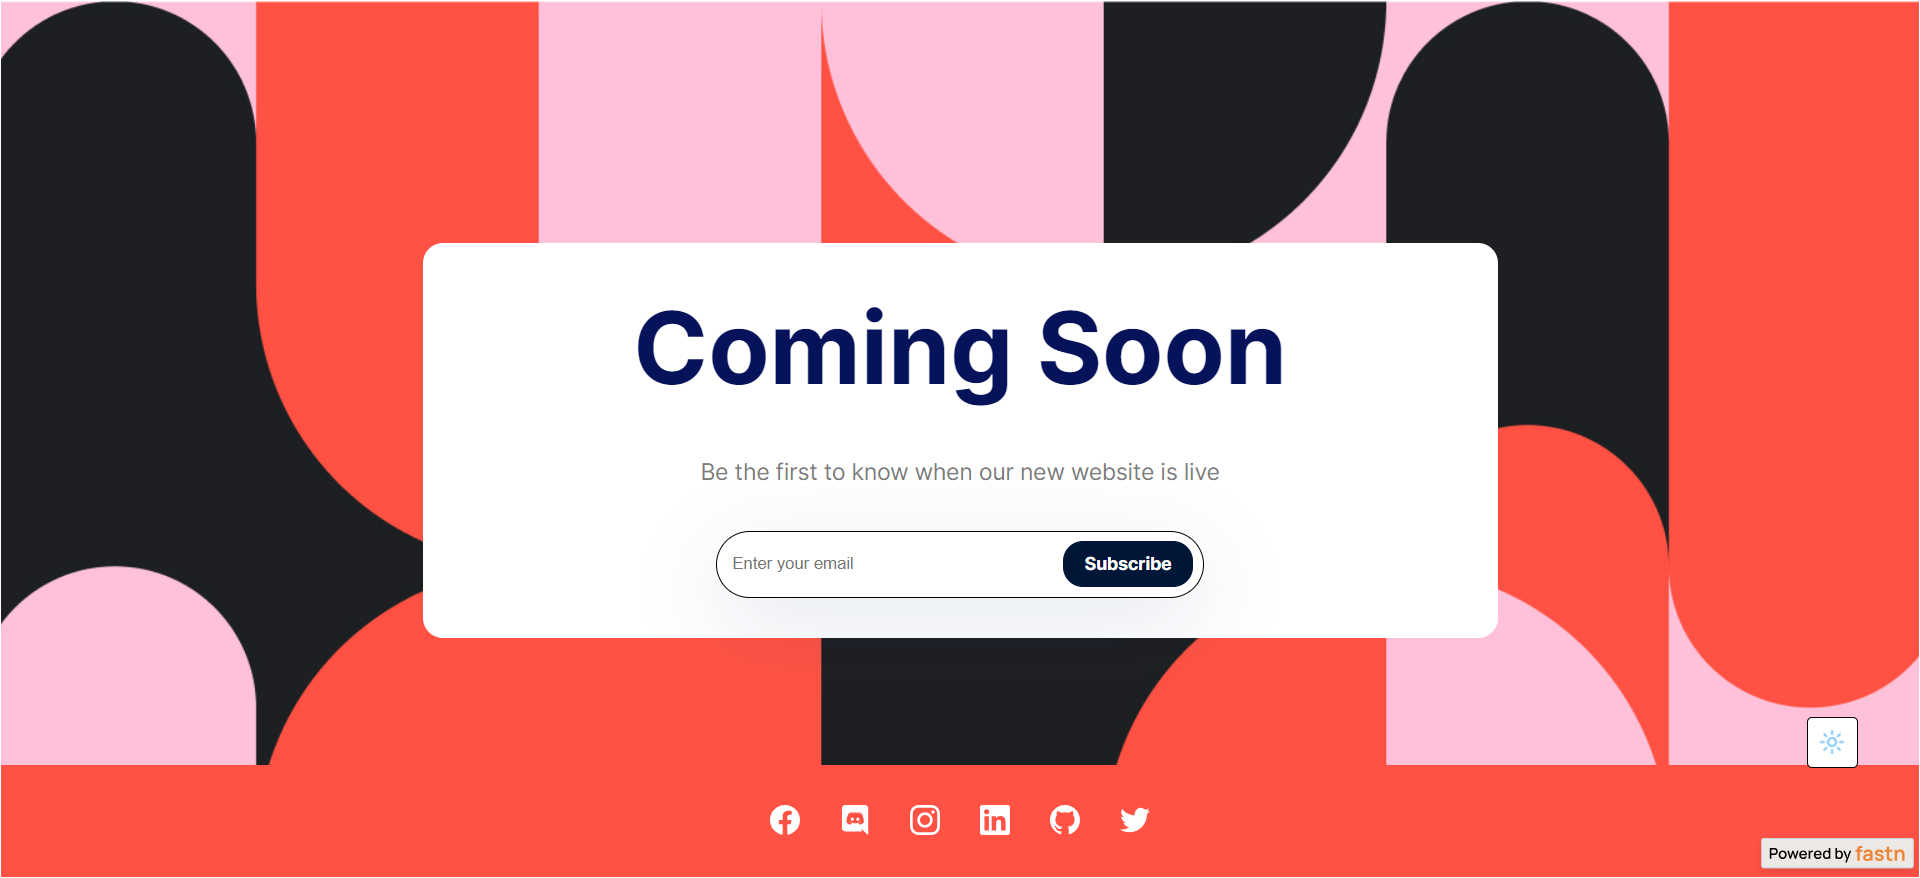 Coming Soon
Be the first to know when our new website is live
Enter your email
Subscribe
Powered by fastn